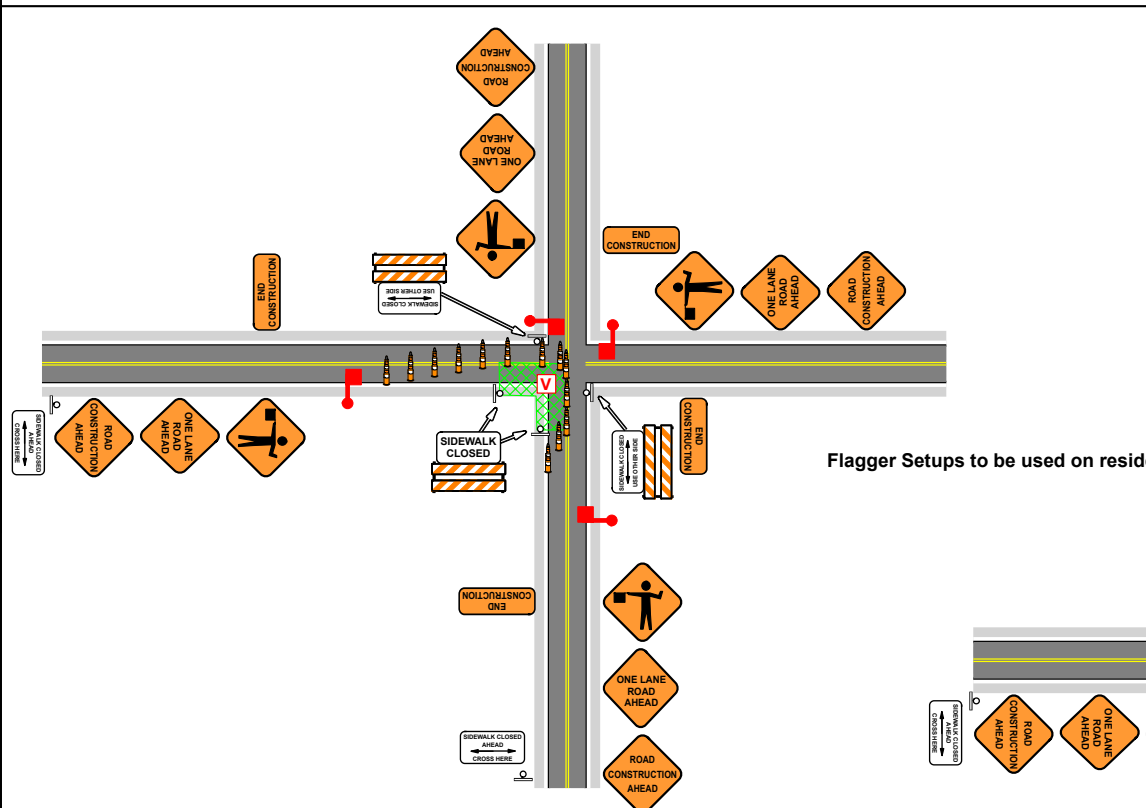 ROAD
CONSTRUCTION
AHEAD
ONE LANE
ROAD
AHEAD
SIDEWALK CLOSED
USE OTHER SIDE
END
CONSTRUCTION
END
CONSTRUCTION
ONE LANE
ROAD
AHEAD
ROAD
CONSTRUCTION
AHEAD
SIDEWALK CLOSED
AHEAD
CROSS HERE
ROAD
CONSTRUCTION
AHEAD
ONE LANE
ROAD
AHEAD
V
SIDEWALK
CLOSED
SIDEWALK CLOSED
USE OTHER SIDE
END
CONSTRUCTION
Flagger Setups to be used on resid
END
CONSTRUCTION
ONE LANE
ROAD
AHEAD
SIDEWALK CLOSED
AHEAD
CROSS HERE
ROAD
CONSTRUCTION
AHEAD
SIDEWALK CLOSED
AHEAD
CROSS HERE
ROAD
CONSTRUCTION
AHEAD
ONE LANE
ROAD
AHEAD